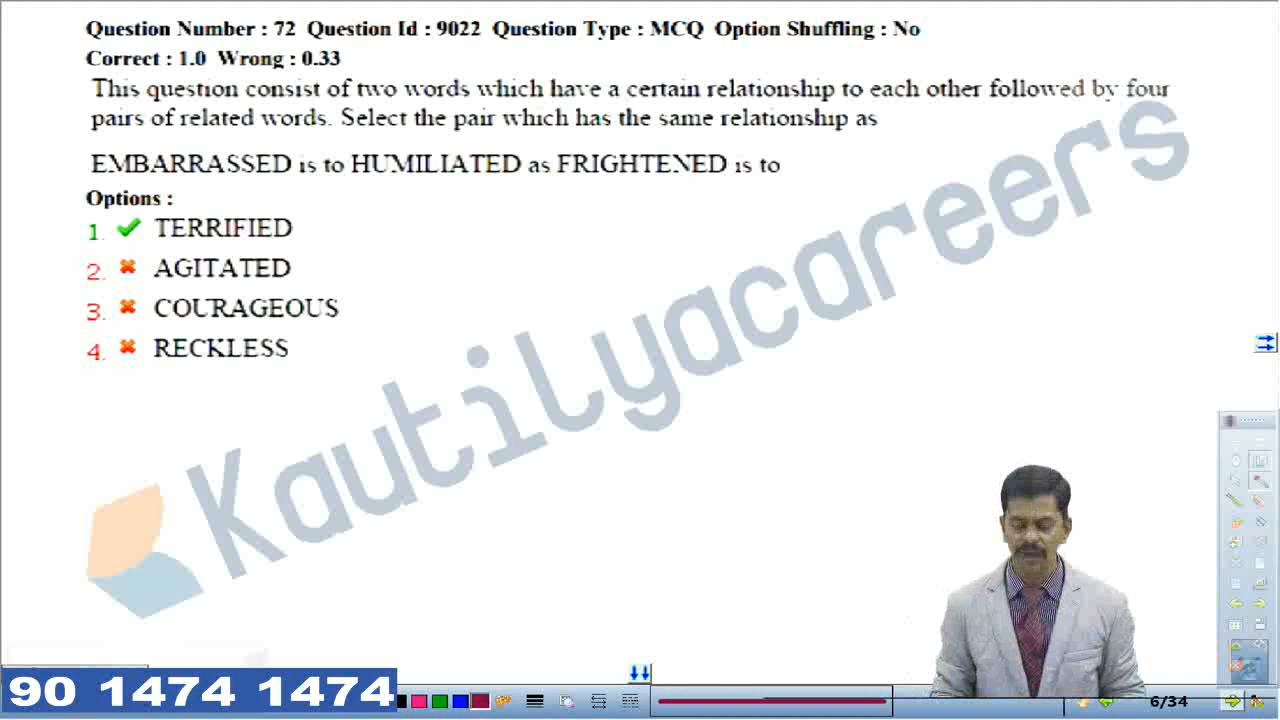 Question Number : 72 Question Id : 9022 Question Type : MCQ Option Shuffling : No
Correct : 1.0 Wrong : 0.33
This question consist of two words which have a certain relationship to each other followed by four
pairs of related words. Select the pair which has the same relationship as
EMBARRASSED is to HUMILIATED as FRIGHTENED is to
Options :
1. TERRIFIED
2. AGITATED
3. COURAGEOUS
4. RECKLESS
Kautilyacareers
90 1474 1474
6/34